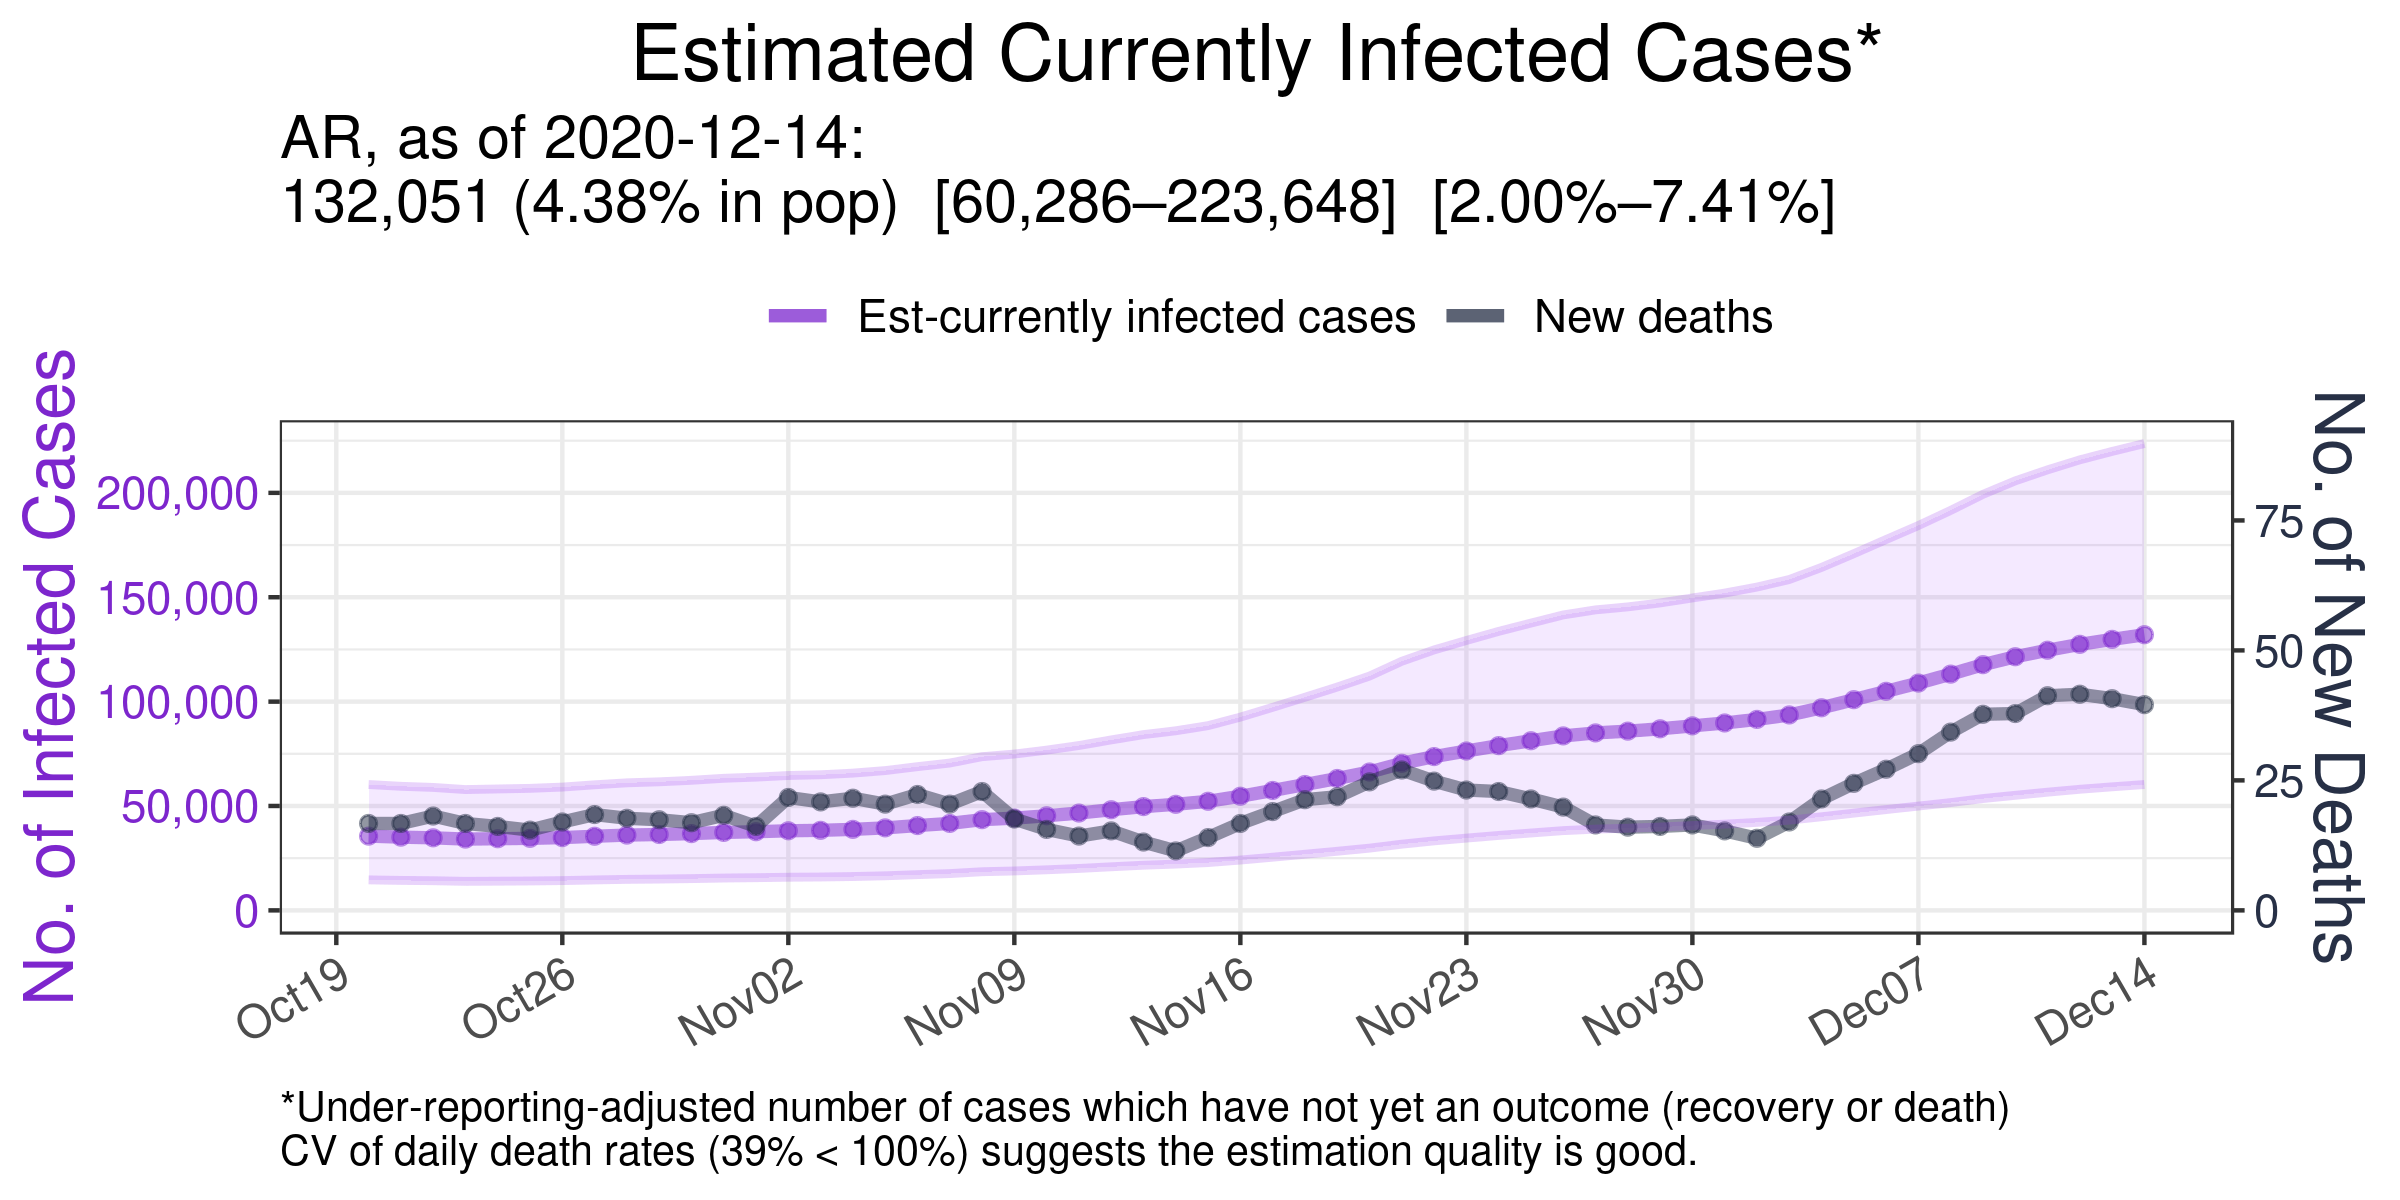 Estimated Currently Infected Cases*
AR, as of 2020-12-14:
132,051 (4.38% in pop)  [60,286–223,648]  [2.00%–7.41%]
Est-currently infected cases
New deaths
No. of Infected Cases
200,000
150,000
100,000
50,000
0
No. of New Deaths
75
50
25
0
Oct19
Oct26
Nov02
Nov09
Nov16
Nov23
Nov30
Dec07
Dec14
*Under-reporting-adjusted number of cases which have not yet an outcome (recovery or death)
CV of daily death rates (39% < 100%) suggests the estimation quality is good.